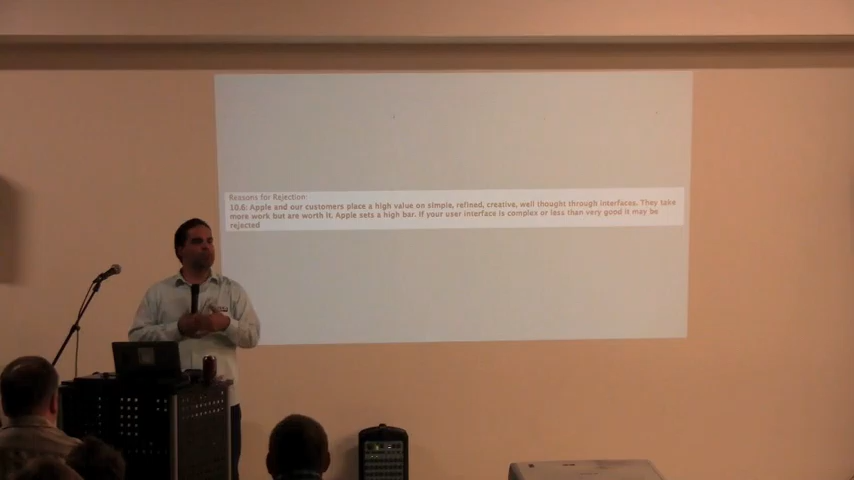 Reasons for Rejection
10.6: Apple and our customers place a high value on simple, refined, creative, well thought through interfaces. They take
more work but are worth it. Apple sets a high bar. If your user interface is complex or less than very good it may be
rejected